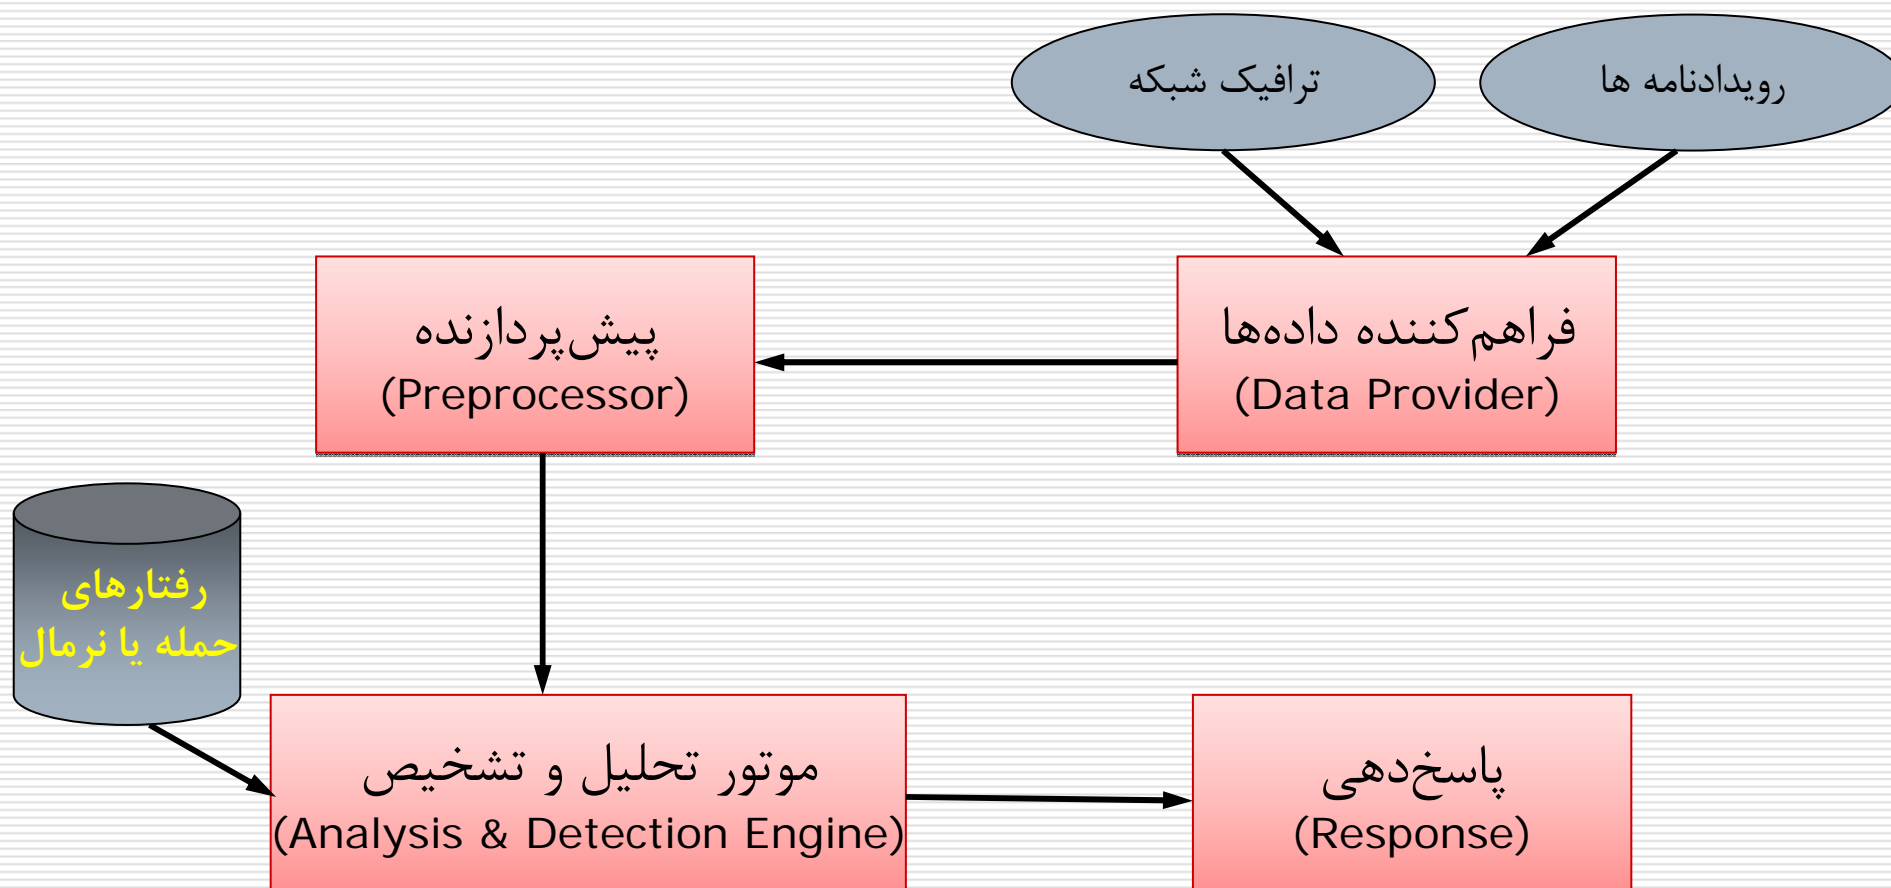 رویدادنامه ها
ترافیک شبکه
فراهم‌کننده داده‌ها
(Data Provider)
پیش‌پردازنده
(Preprocessor)
رفتارهای
حمله یا نرمال
موتور تحلیل و تشخیص
(Analysis & Detection Engine)
پاسخ‌دهی
(Response)